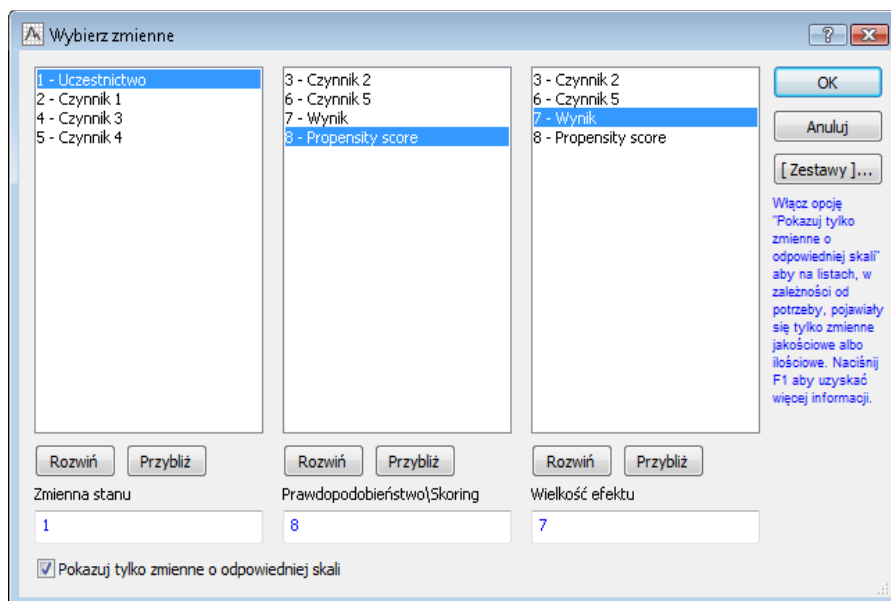 Wybierz zmienne
1 - Uczestnictwo
2 - Czynnik 1
4 - Czynnik 3
5 - Czynnik 4
3 - Czynnik 2
6 - Czynnik 5
7 - Wynik
8 - Propensity score
3 - Czynnik 2
6 - Czynnik 5
7 - Wynik
8 - Propensity score
OK
Anuluj
[ Zestawy ]...
Włącz opcję
"Pokazuj tylko
zmienne o
odpowiedniej skali"
aby na listach, w
zależności od
potrzeby, pojawiały
się tylko zmienne
jakościowe albo
ilościowe. Naciśnij
F1 aby uzyskać
więcej informacji.
Rozwiń
Przybliż
Rozwiń
Przybliż
Rozwiń
Przybliż
Zmienna stanu
Prawdopodobieństwo\Skoring
Wielkość efektu
1
8
7
Pokazuj tylko zmienne o odpowiedniej skali